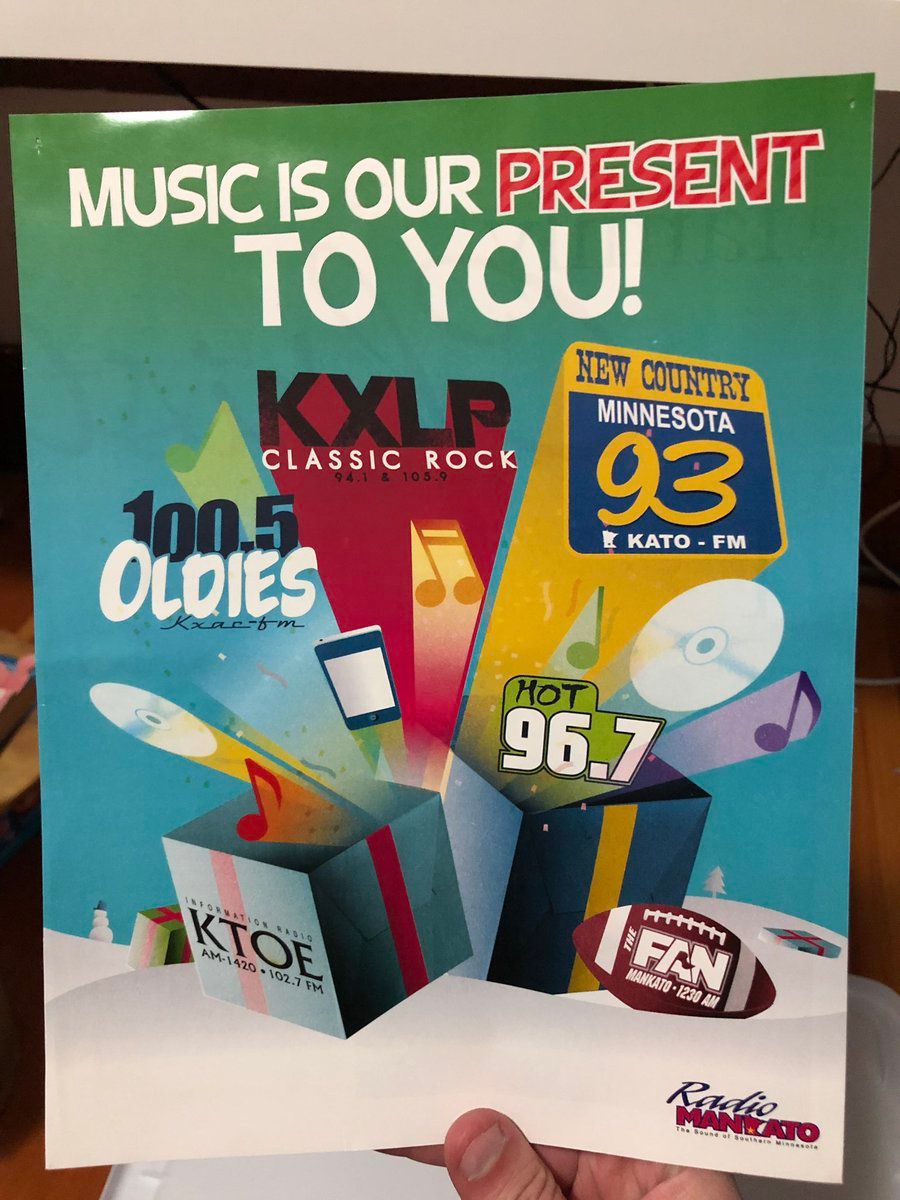 MUSIC IS OUR PRESENT
TO YOU!
KXLP
CLASSIC ROCK
94.1 & 105.9
NEW COUNTRY
MINNESOTA
93
KATO - FM
100.5
OLDIES
Kxac-fm
HOT
96.7
INFORMATION RADIO
KTOE
AM-1420 • 102.7 FM
THE
FAN
MANKATO • 1230 AM
Radio
MANKATO
The Sound of Southern Minnesota